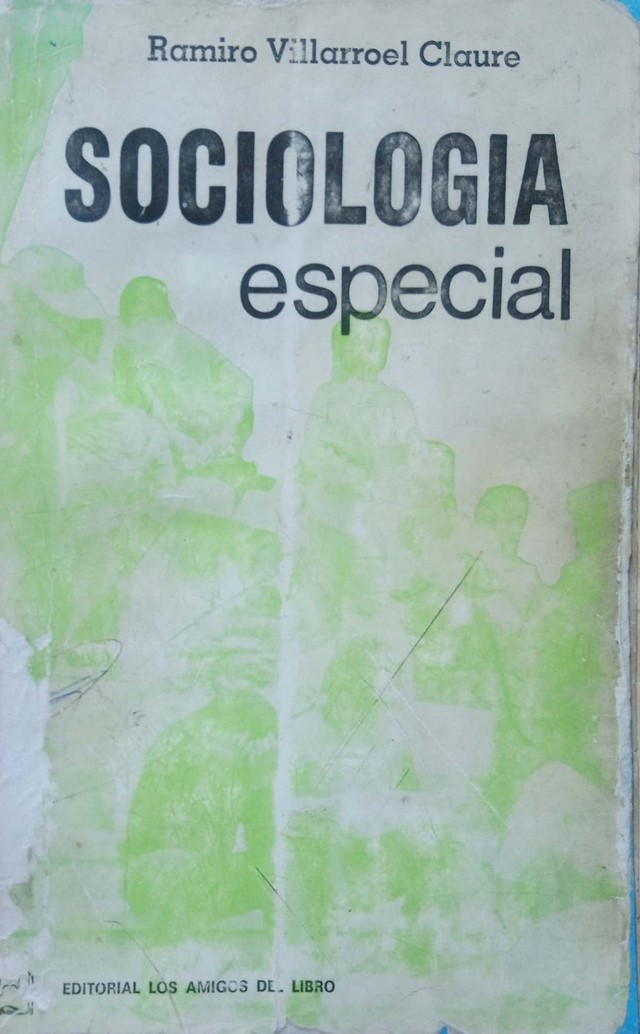 Ramiro Villarroel Claure
SOCIOLOGIA
especial
EDITORIAL LOS AMIGOS DEL LIBRO